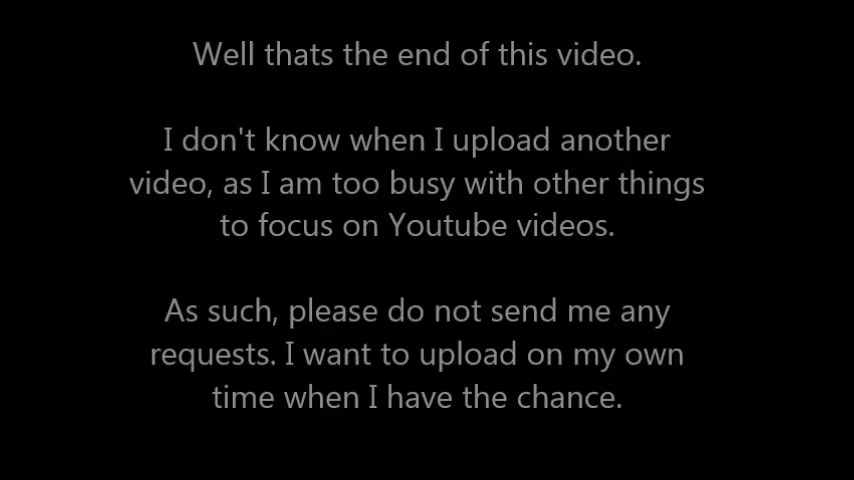 Well thats the end of this video.
I don't know when I upload another
video, as I am too busy with other things
to focus on Youtube videos.
As such, please do not send me any
requests. I want to upload on my own
time when I have the chance.